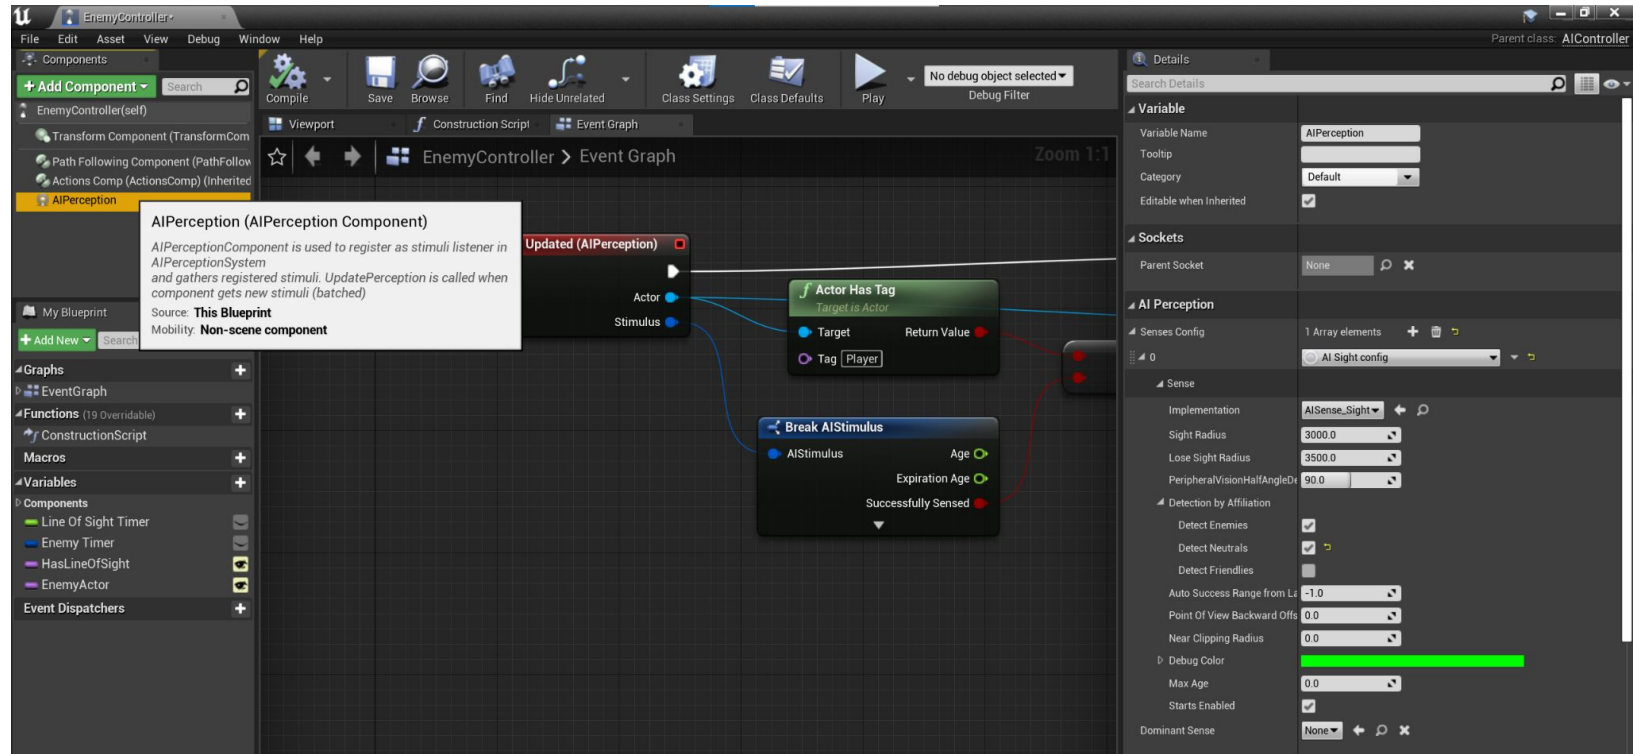 EnemyController*
File Edit Asset View Debug Window Help
Parent class: AIController
Components
+ Add Component
Search
EnemyController(self)
Transform Component (TransformCom
Path Following Component (PathFollow
Actions Comp (ActionsComp) (Inherited
AIPerception
Compile
Save
Browse
Find
Hide Unrelated
Class Settings
Class Defaults
Play
No debug object selected
Debug Filter
Viewport
Construction Script
Event Graph
EnemyController > Event Graph
Zoom 1:1
AIPerception (AIPerception Component)
AIPerceptionComponent is used to register as stimuli listener in
AIPerceptionSystem
and gathers registered stimuli. UpdatePerception is called when
component gets new stimuli (batched)
Source: This Blueprint
Mobility: Non-scene component
Updated (AIPerception)
Actor
Stimulus
Actor Has Tag
Target is Actor
Target
Return Value
Tag Player
Break AIStimulus
AIStimulus
Age
Expiration Age
Successfully Sensed
My Blueprint
+ Add New
Search
Graphs
EventGraph
Functions (19 Overridable)
ConstructionScript
Macros
Variables
Components
Line Of Sight Timer
Enemy Timer
HasLineOfSight
EnemyActor
Event Dispatchers
Details
Search Details
Variable
Variable Name AIPerception
Tooltip
Category Default
Editable when Inherited
Sockets
Parent Socket None
AI Perception
Senses Config 1 Array elements
0 AI Sight config
Sense
Implementation AISense_Sight
Sight Radius 3000.0
Lose Sight Radius 3500.0
PeripheralVisionHalfAngleDe 90.0
Detection by Affiliation
Detect Enemies
Detect Neutrals
Detect Friendlies
Auto Success Range from La -1.0
Point Of View Backward Offs 0.0
Near Clipping Radius 0.0
Debug Color
Max Age 0.0
Starts Enabled
Dominant Sense None